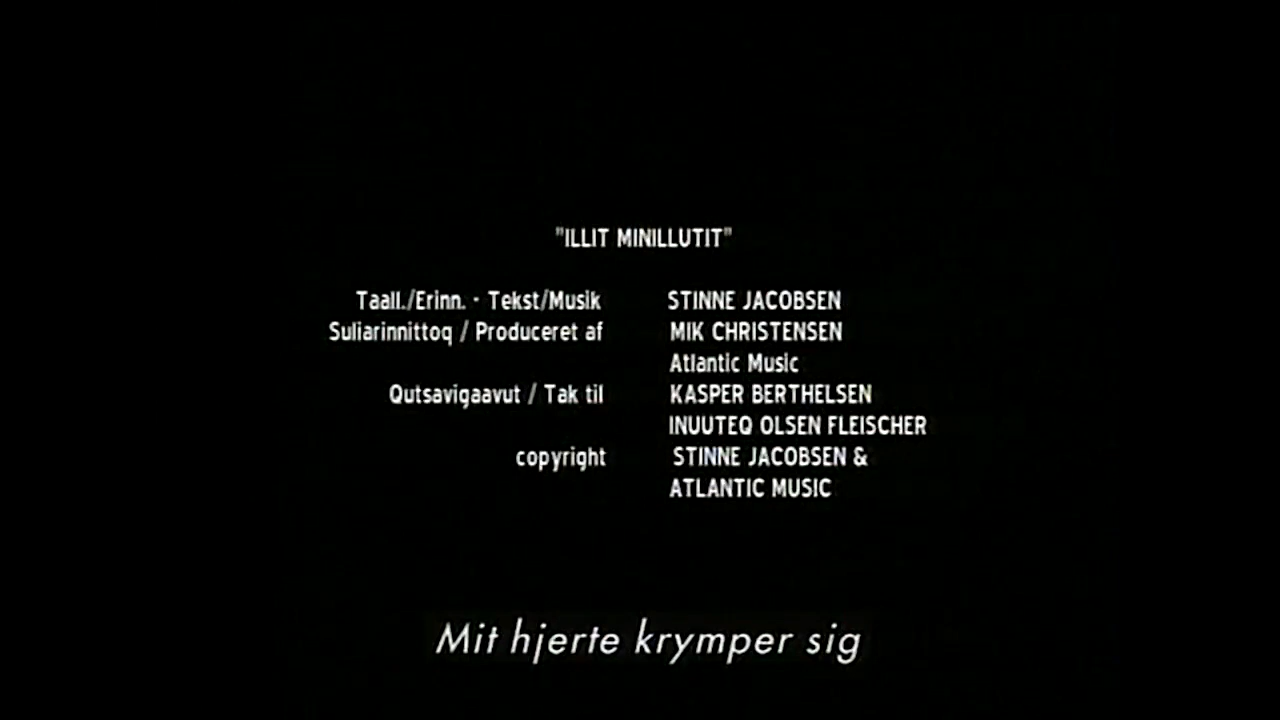 "ILLIT MINILLUTIT"
Taall./Erinn. · Tekst/Musik STINNE JACOBSEN
Suliarinnittoq / Produceret af MIK CHRISTENSEN
Atlantic Music
Qutsavigaavut / Tak til KASPER BERTHELSEN
INUUTEQ OLSEN FLEISCHER
copyright STINNE JACOBSEN &
ATLANTIC MUSIC
Mit hjerte krymper sig